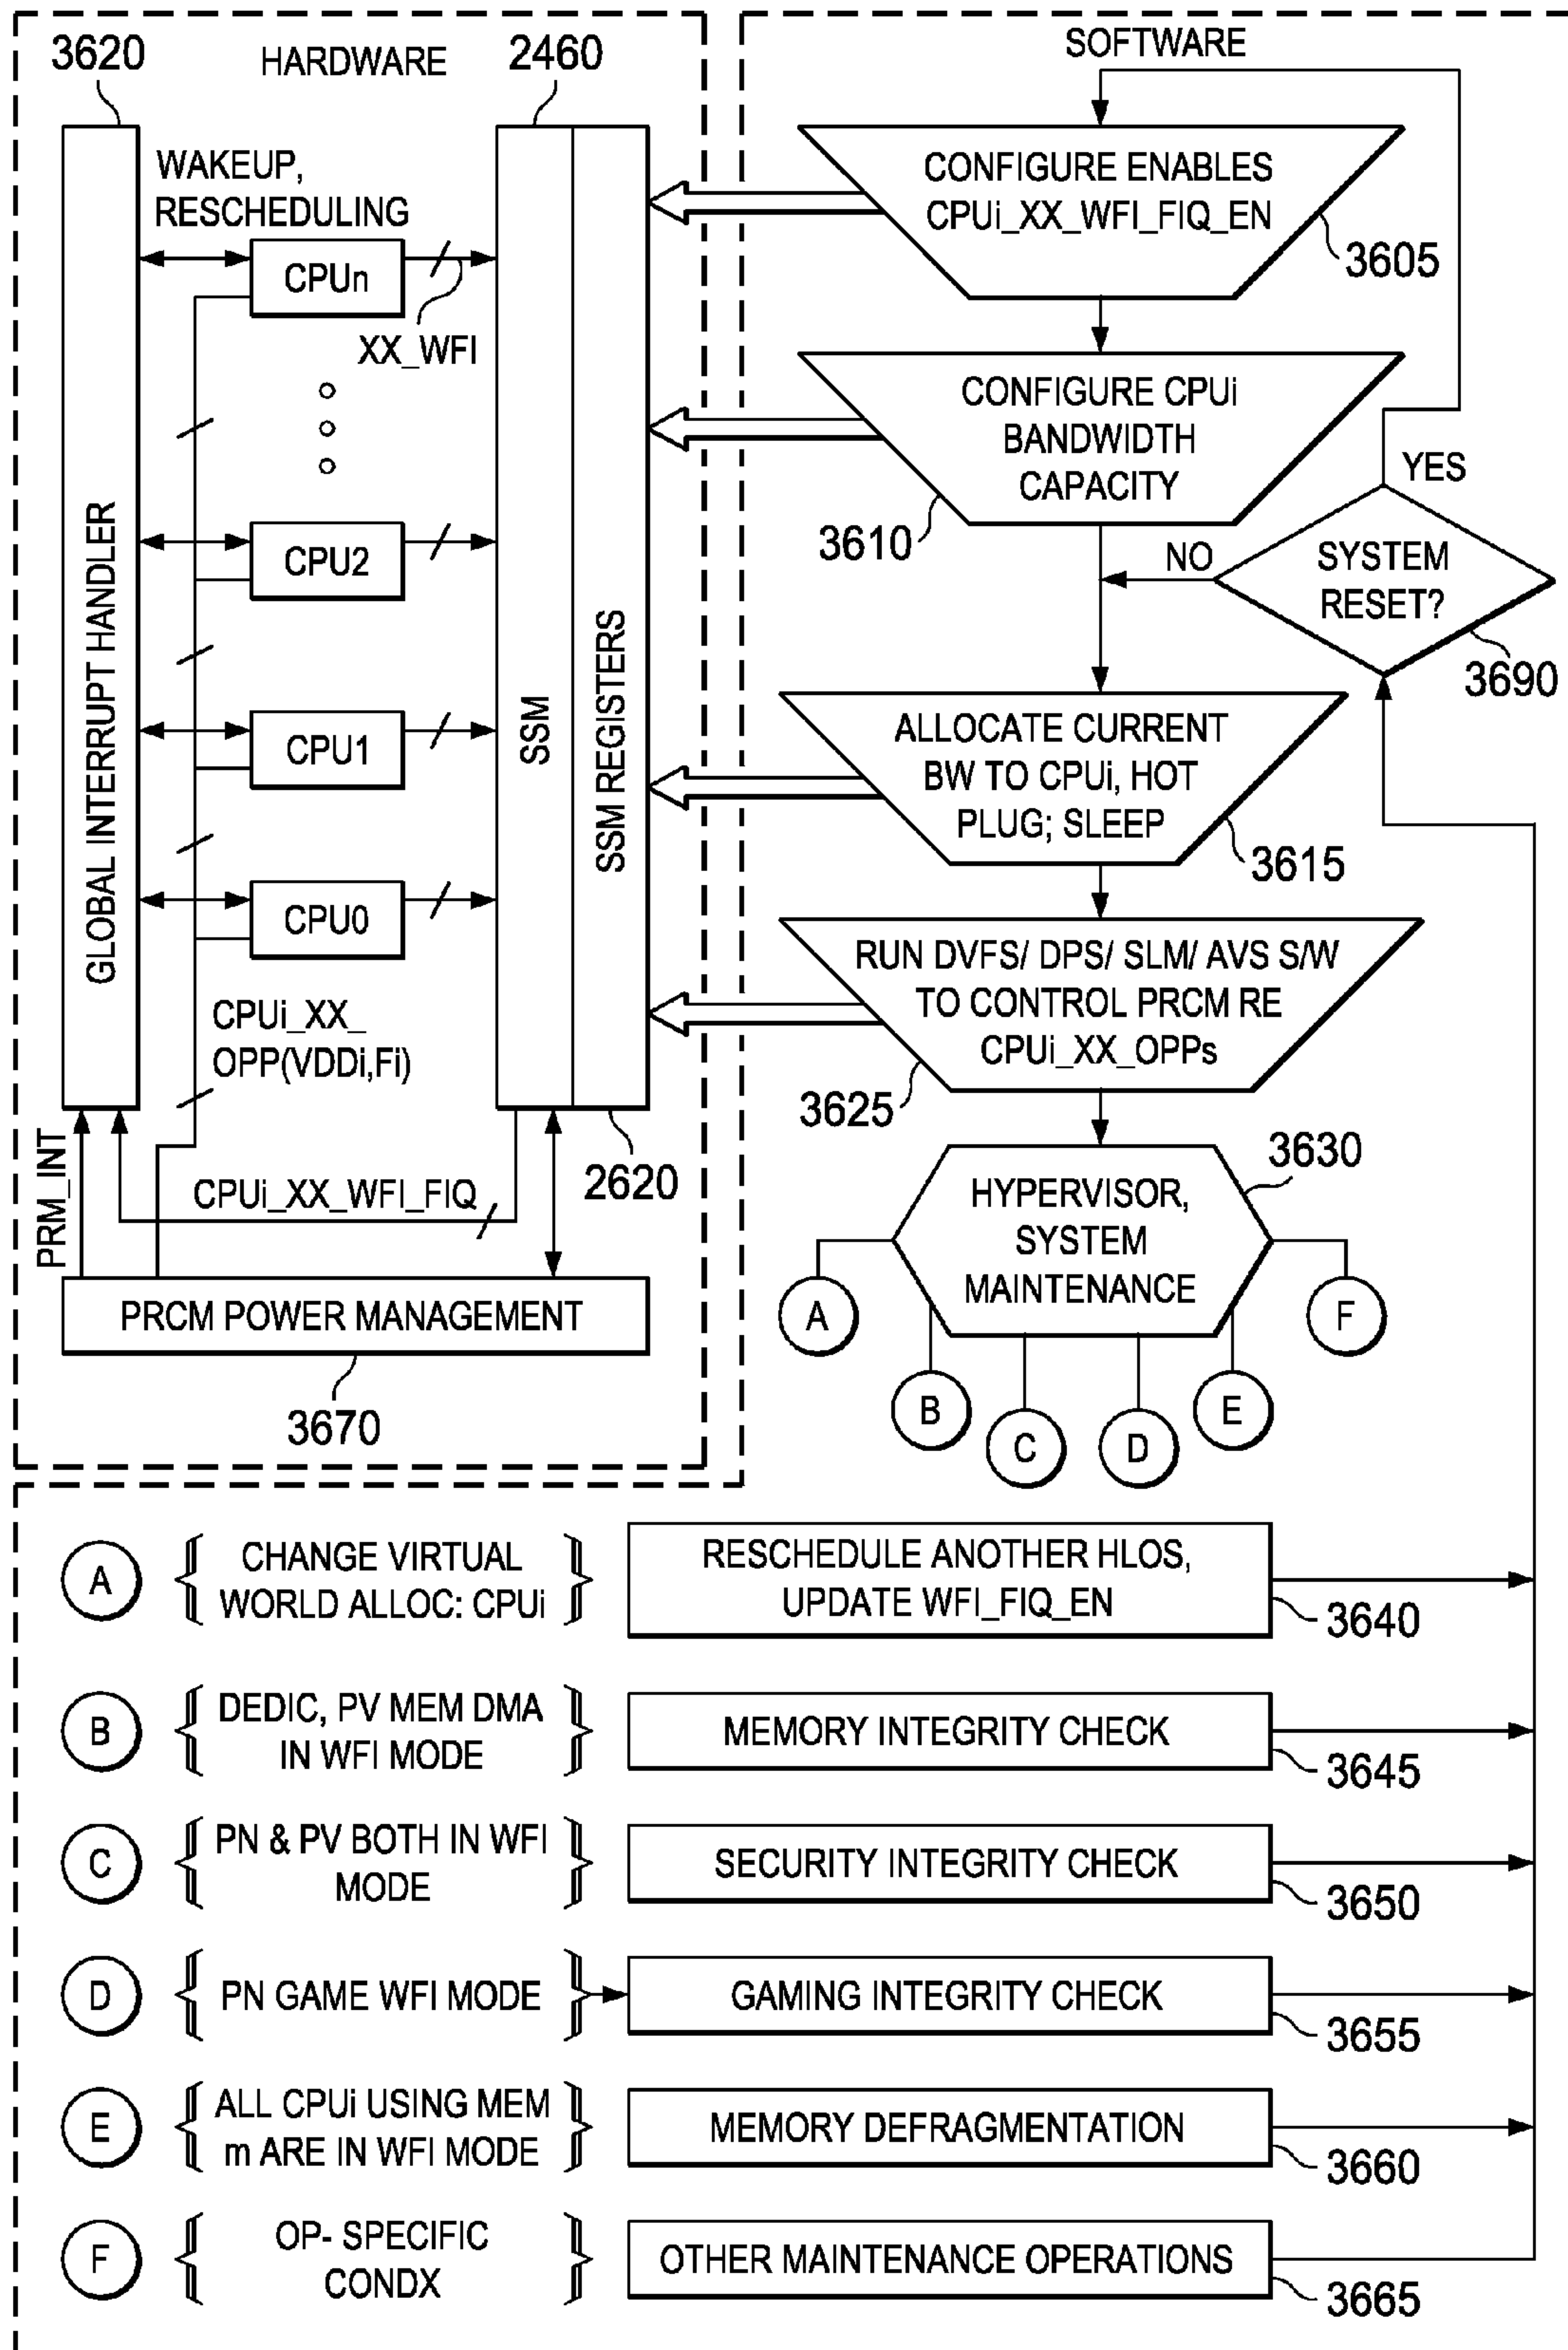 HARDWARE
3620
2460
WAKEUP,
RESCHEDULING
CPUn
XX_WFI
CPU2
CPU1
CPU0
GLOBAL INTERRUPT HANDLER
SSM
SSM REGISTERS
CPUi_XX_
OPP(VDDi,Fi)
PRM_INT
CPUi_XX_WFI_FIQ
2620
PRCM POWER MANAGEMENT
3670
SOFTWARE
CONFIGURE ENABLES
CPUi_XX_WFI_FIQ_EN
3605
CONFIGURE CPUi
BANDWIDTH
CAPACITY
3610
YES
NO
SYSTEM
RESET?
3690
ALLOCATE CURRENT
BW TO CPUi, HOT
PLUG; SLEEP
3615
RUN DVFS/ DPS/ SLM/ AVS S/W
TO CONTROL PRCM RE
CPUi_XX_OPPs
3625
3630
HYPERVISOR,
SYSTEM
MAINTENANCE
A
B
C
D
E
F
A
CHANGE VIRTUAL
WORLD ALLOC: CPUi
RESCHEDULE ANOTHER HLOS,
UPDATE WFI_FIQ_EN
3640
B
DEDIC, PV MEM DMA
IN WFI MODE
MEMORY INTEGRITY CHECK
3645
C
PN & PV BOTH IN WFI
MODE
SECURITY INTEGRITY CHECK
3650
D
PN GAME WFI MODE
GAMING INTEGRITY CHECK
3655
E
ALL CPUi USING MEM
m ARE IN WFI MODE
MEMORY DEFRAGMENTATION
3660
F
OP- SPECIFIC
CONDX
OTHER MAINTENANCE OPERATIONS
3665